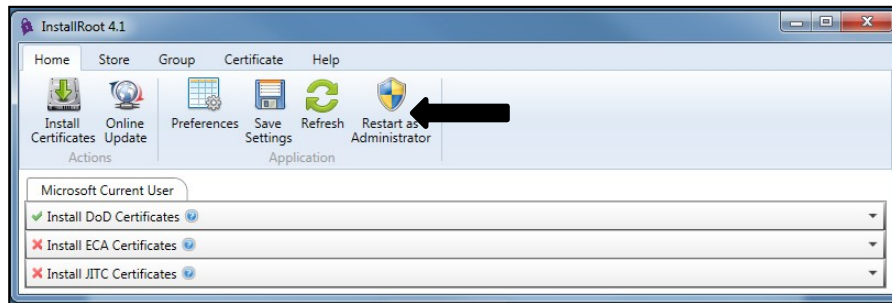 InstallRoot 4.1
Home Store Group Certificate Help
Install Certificates Online Update Preferences Save Settings Refresh Restart as Administrator
Actions Application
Microsoft Current User
Install DoD Certificates
Install ECA Certificates
Install JITC Certificates